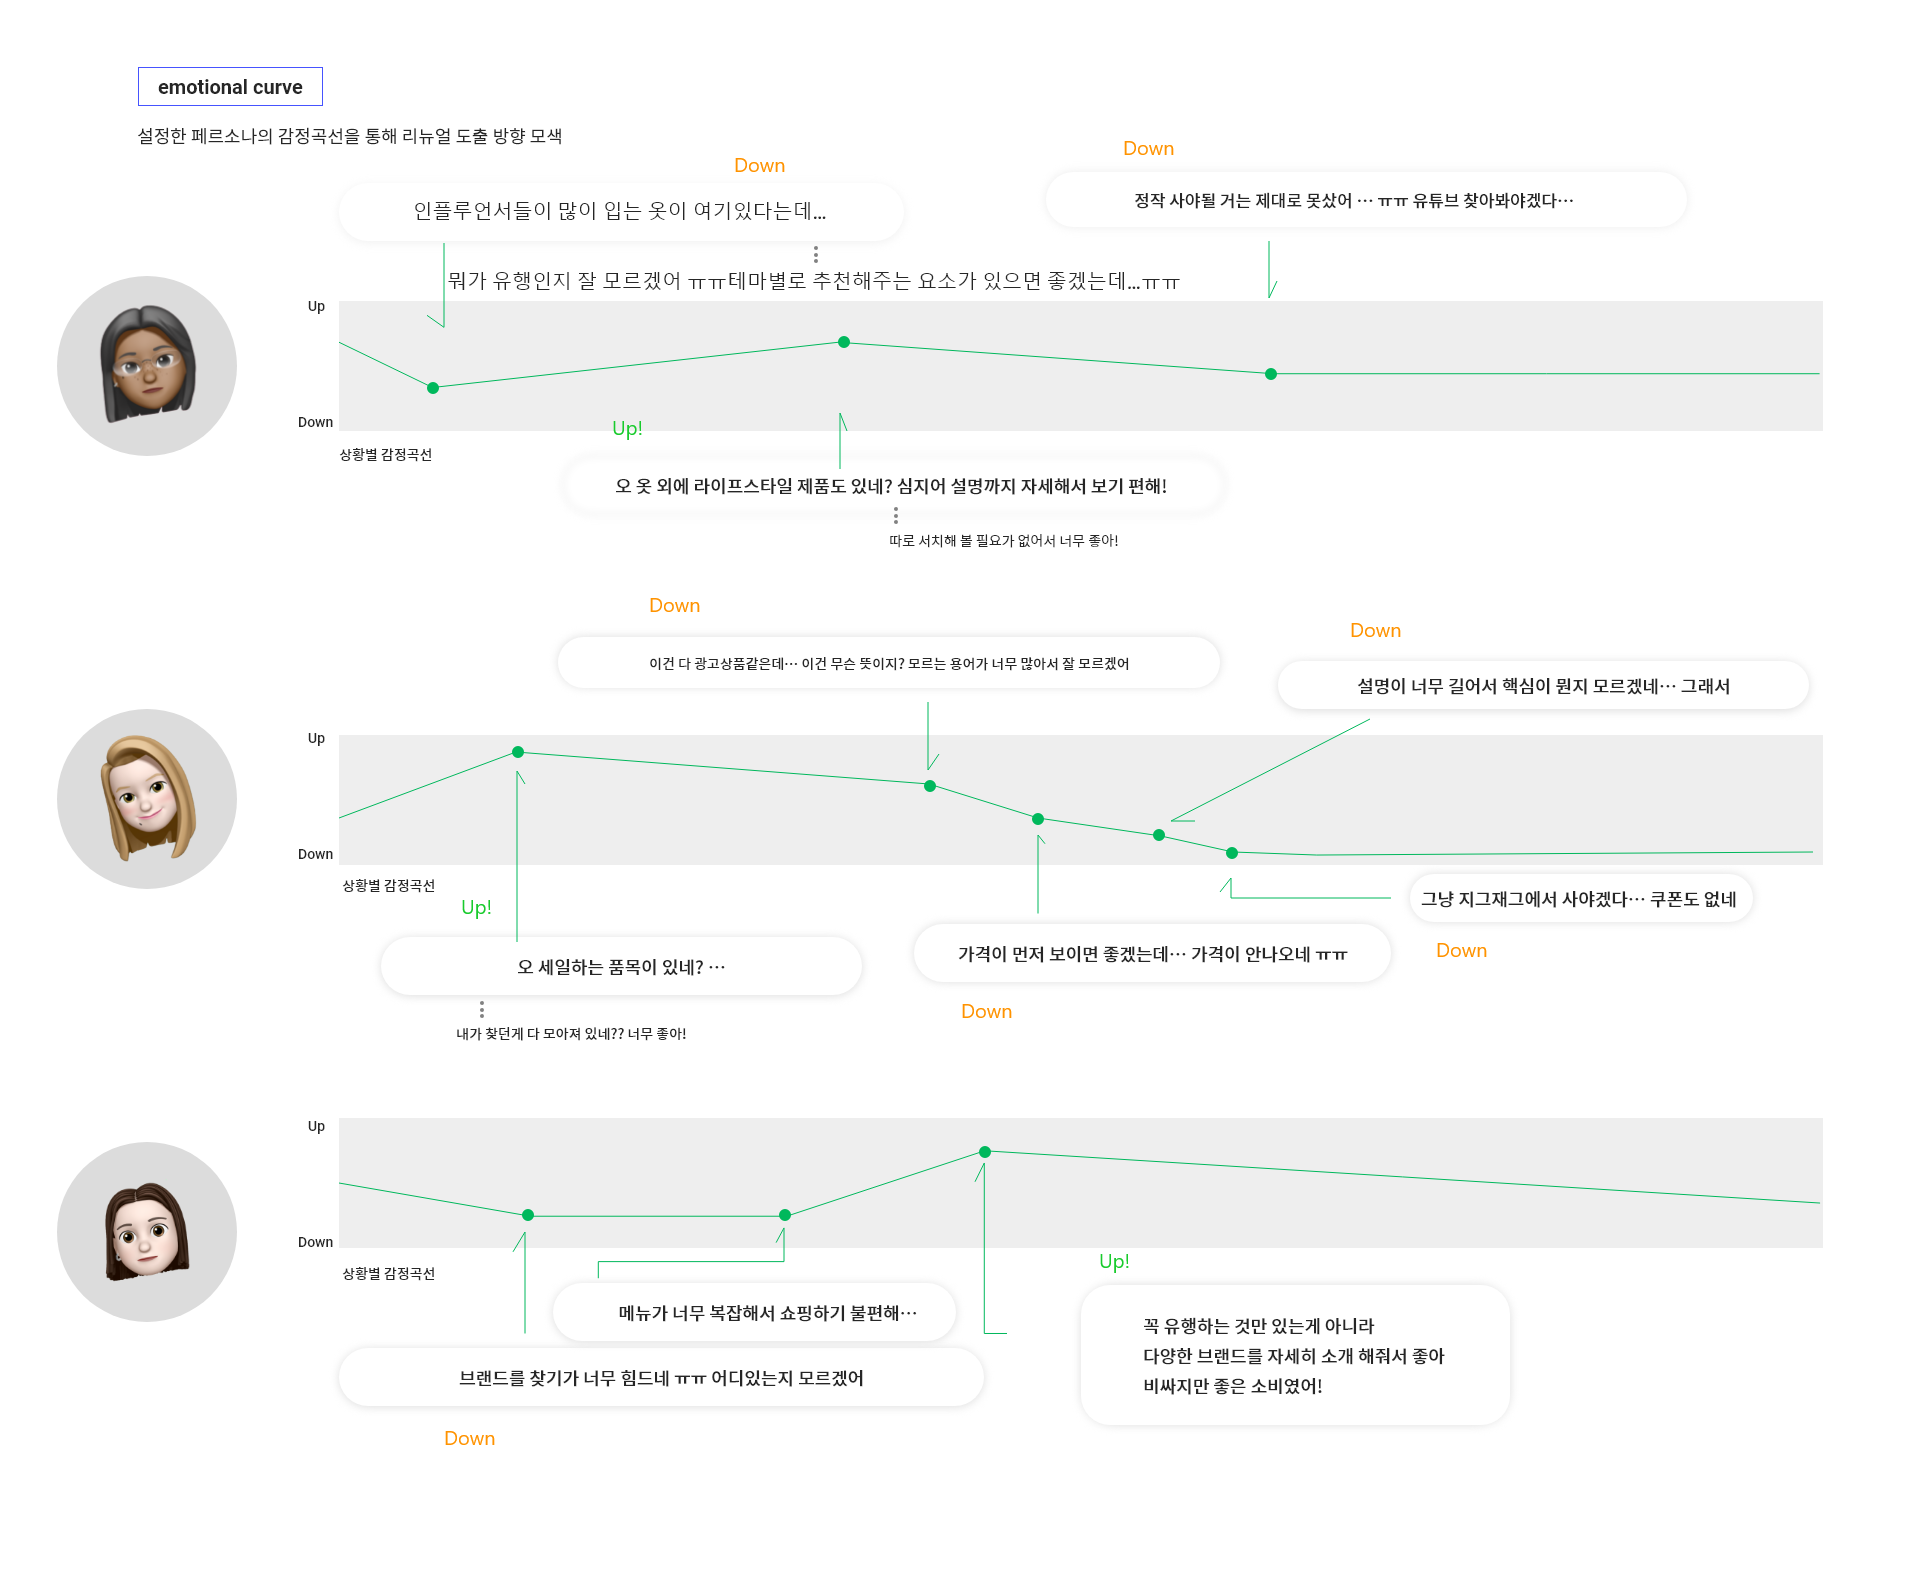 emotional curve
설정한 페르소나의 감정곡선을 통해 리뉴얼 도출 방향 모색
Down
인플루언서들이 많이 입는 옷이 여기있다는데...
뭐가 유행인지 잘 모르겠어 ㅠㅠ테마별로 추천해주는 요소가 있으면 좋겠는데...ㅠㅠ
Down
정작 사야될 거는 제대로 못샀어 … ㅠㅠ 유튜브 찾아봐야겠다…
Up
Down
상황별 감정곡선
Up!
오 옷 외에 라이프스타일 제품도 있네? 심지어 설명까지 자세해서 보기 편해!
따로 서치해 볼 필요가 없어서 너무 좋아!
Down
이건 다 광고상품같은데… 이건 무슨 뜻이지? 모르는 용어가 너무 많아서 잘 모르겠어
Down
설명이 너무 길어서 핵심이 뭔지 모르겠네… 그래서
Up
Down
상황별 감정곡선
Up!
오 세일하는 품목이 있네? …
내가 찾던게 다 모아져 있네?? 너무 좋아!
가격이 먼저 보이면 좋겠는데… 가격이 안나오네 ㅠㅠ
Down
그냥 지그재그에서 사야겠다… 쿠폰도 없네
Down
Up
Down
상황별 감정곡선
메뉴가 너무 복잡해서 쇼핑하기 불편해…
브랜드를 찾기가 너무 힘드네 ㅠㅠ 어디있는지 모르겠어
Down
Up!
꼭 유행하는 것만 있는게 아니라
다양한 브랜드를 자세히 소개 해줘서 좋아
비싸지만 좋은 소비였어!